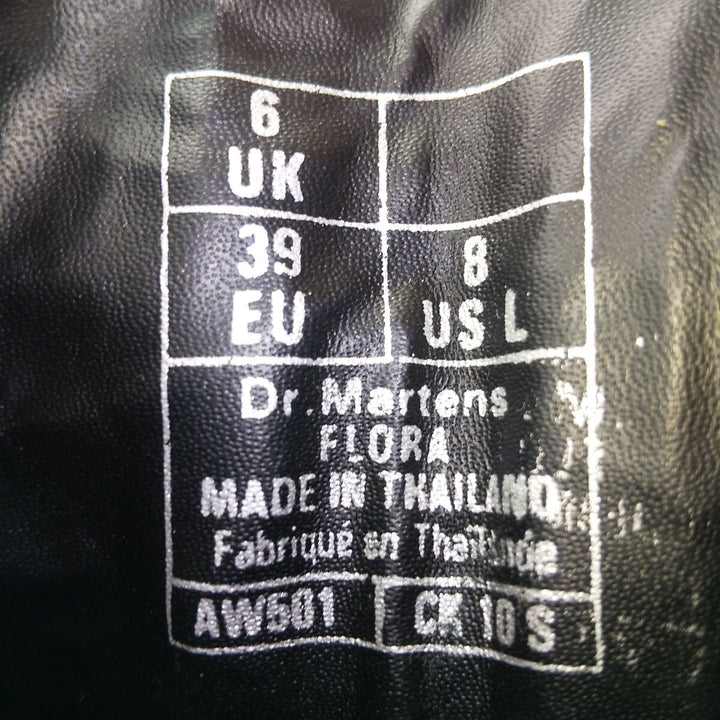 6
UK
39
EU
8
US L
Dr. Martens
FLORA
MADE IN THAILAND
Fabriqué en Thaïlande
AW501
CK 10 S